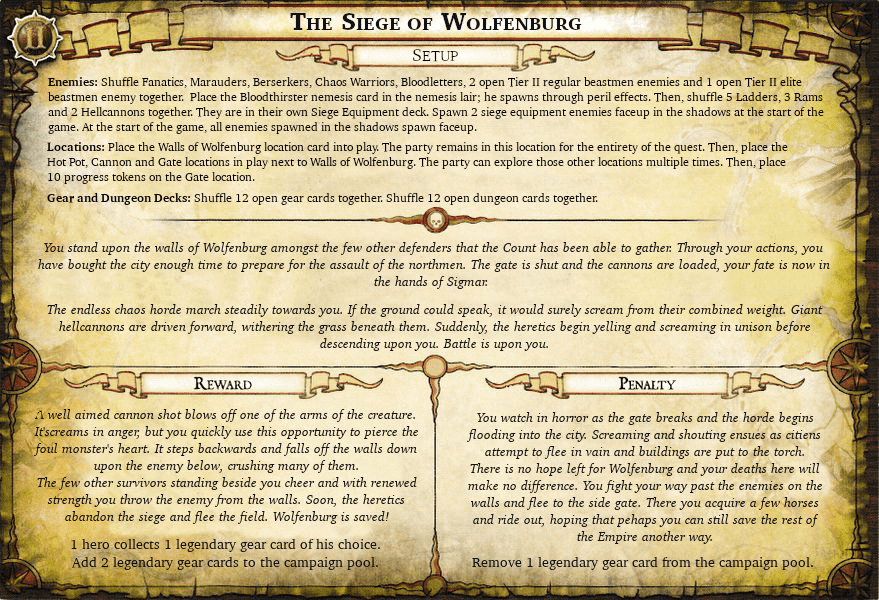 II
The Siege of Wolfenburg
Setup
Enemies: Shuffle Fanatics, Marauders, Berserkers, Chaos Warriors, Bloodletters, 2 open Tier II regular beastmen enemies and 1 open Tier II elite
beastmen enemy together. Place the Bloodthirster nemesis card in the nemesis lair; he spawns through peril effects. Then, shuffle 5 Ladders, 3 Rams
and 2 Hellcannons together. They are in their own Siege Equipment deck. Spawn 2 siege equipment enemies faceup in the shadows at the start of the
game. At the start of the game, all enemies spawned in the shadows spawn faceup.
Locations: Place the Walls of Wolfenburg location card into play. The party remains in this location for the entirety of the quest. Then, place the
Hot Pot, Cannon and Gate locations in play next to Walls of Wolfenburg. The party can explore those other locations multiple times. Then, place
10 progress tokens on the Gate location.
Gear and Dungeon Decks: Shuffle 12 open gear cards together. Shuffle 12 open dungeon cards together.
You stand upon the walls of Wolfenburg amongst the few other defenders that the Count has been able to gather. Through your actions, you
have bought the city enough time to prepare for the assault of the northmen. The gate is shut and the cannons are loaded, your fate is now in
the hands of Sigmar.
The endless chaos horde march steadily towards you. If the ground could speak, it would surely scream from their combined weight. Giant
hellcannons are driven forward, withering the grass beneath them. Suddenly, the heretics begin yelling and screaming in unison before
descending upon you. Battle is upon you.
Reward
A well aimed cannon shot blows off one of the arms of the creature.
It screams in anger, but you quickly use this opportunity to pierce the
foul monster's heart. It steps backwards and falls off the walls down
upon the enemy below, crushing many of them.
The few other survivors standing beside you cheer and with renewed
strength you throw the enemy from the walls. Soon, the heretics
abandon the siege and flee the field. Wolfenburg is saved!
1 hero collects 1 legendary gear card of his choice.
Add 2 legendary gear cards to the campaign pool.
Penalty
You watch in horror as the gate breaks and the horde begins
flooding into the city. Screaming and shouting ensues as citiens
attempt to flee in vain and buildings are put to the torch.
There is no hope left for Wolfenburg and your deaths here will
make no difference. You fight your way past the enemies on the
walls and flee to the side gate. There you acquire a few horses
and ride out, hoping that pehaps you can still save the rest of
the Empire another way.
Remove 1 legendary gear card from the campaign pool.